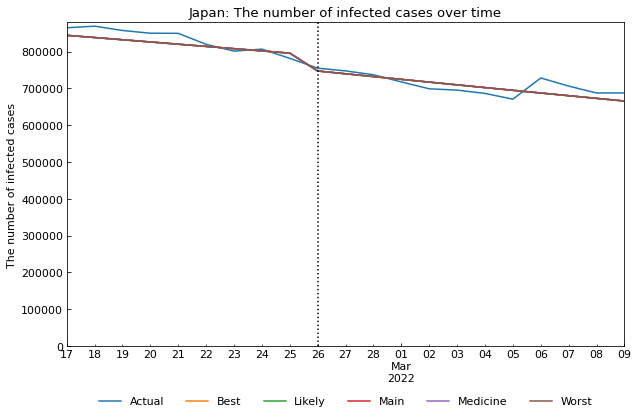 Japan: The number of infected cases over time
The number of infected cases
800000
700000
600000
500000
400000
300000
200000
100000
0
17 18 19 20 21 22 23 24 25 26 27 28 01 02 03 04 05 06 07 08 09
Mar
2022
Actual Best Likely Main Medicine Worst